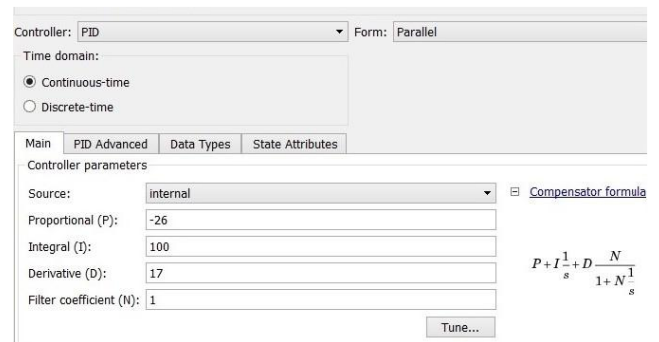 Controller: PID Form: Parallel
Time domain:
Continuous-time
Discrete-time
Main PID Advanced Data Types State Attributes
Controller parameters
Source: internal Compensator formula
Proportional (P): -26
Integral (I): 100
Derivative (D): 17
Filter coefficient (N): 1
P + I 1/s + D N/(1 + N 1/s)
Tune...